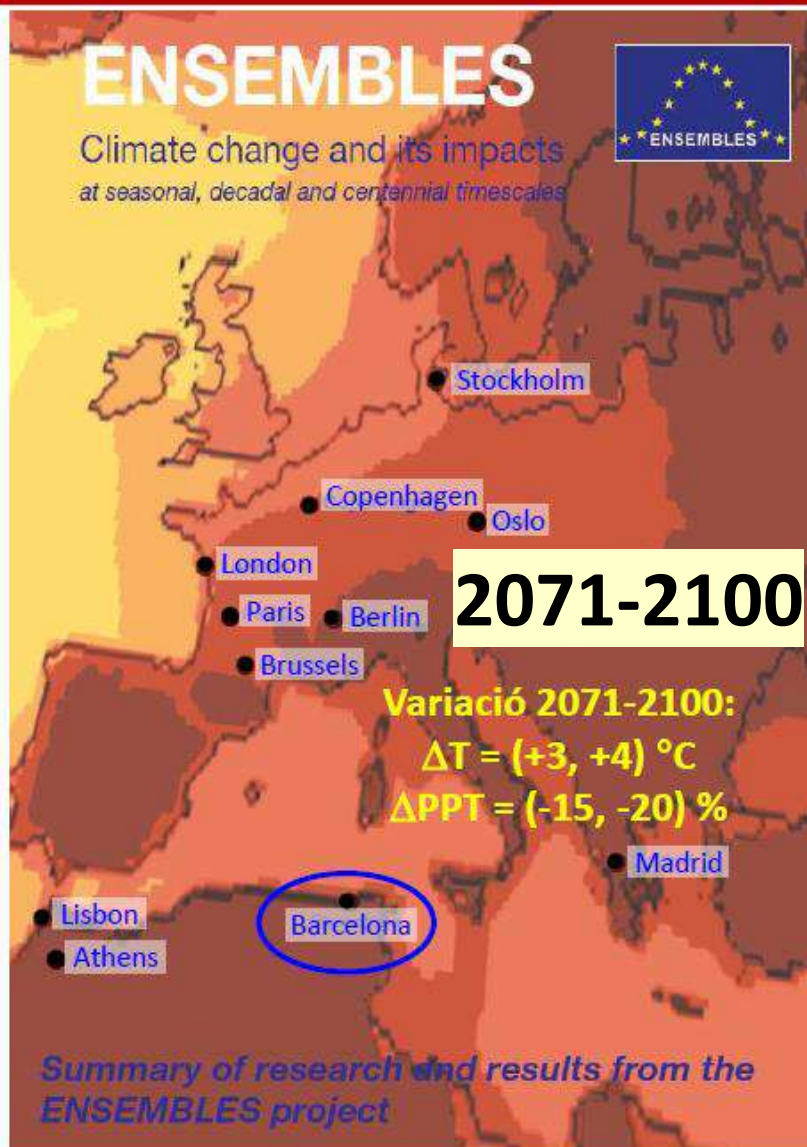 ENSEMBLES
ENSEMBLES
Climate change and its impacts
at seasonal, decadal and centennial timescales
Stockholm
Copenhagen
Oslo
London
2071-2100
Paris
Berlin
Brussels
Variació 2071-2100:
ΔT = (+3, +4) °C
ΔPPT = (-15, -20) %
Madrid
Lisbon
Barcelona
Athens
Summary of research and results from the
ENSEMBLES project